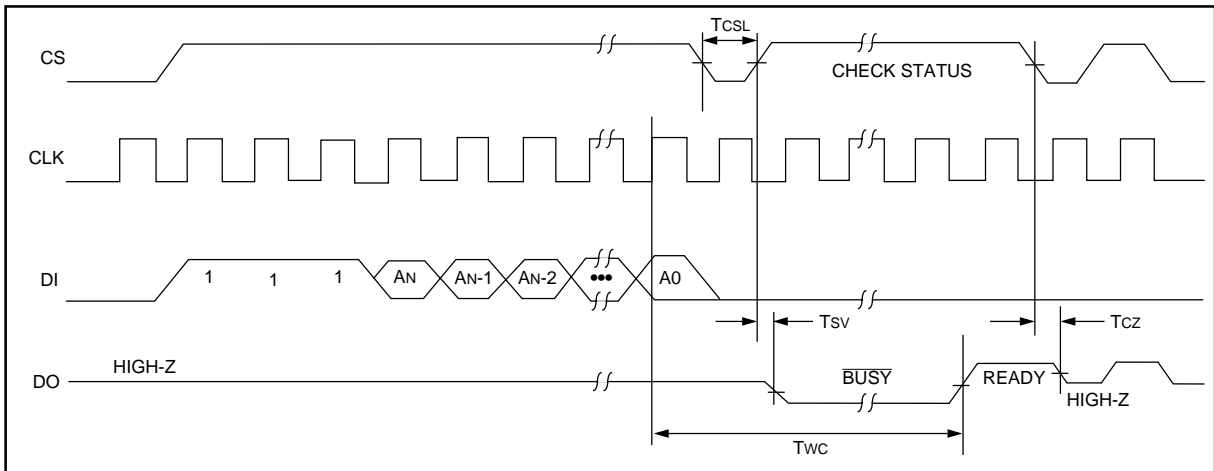 TCSL
CS
CHECK STATUS
CLK
DI
1 1 1 AN AN-1 AN-2 ••• A0
TSV
TCZ
HIGH-Z
DO
BUSY
READY
HIGH-Z
TWC